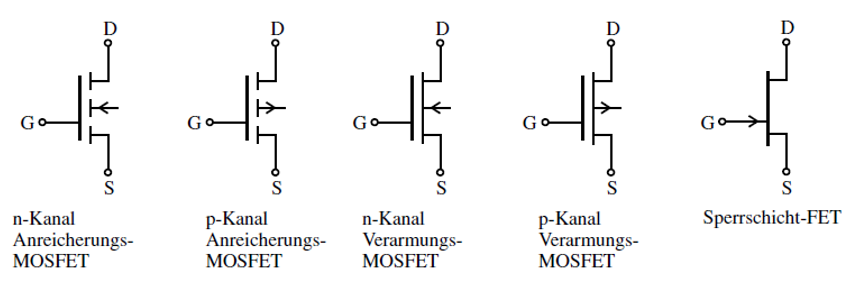 D
D
D
D
D
G
G
G
G
G
S
S
S
S
S
n-Kanal
Anreicherungs-
MOSFET
p-Kanal
Anreicherungs-
MOSFET
n-Kanal
Verarmungs-
MOSFET
p-Kanal
Verarmungs-
MOSFET
Sperrschicht-FET